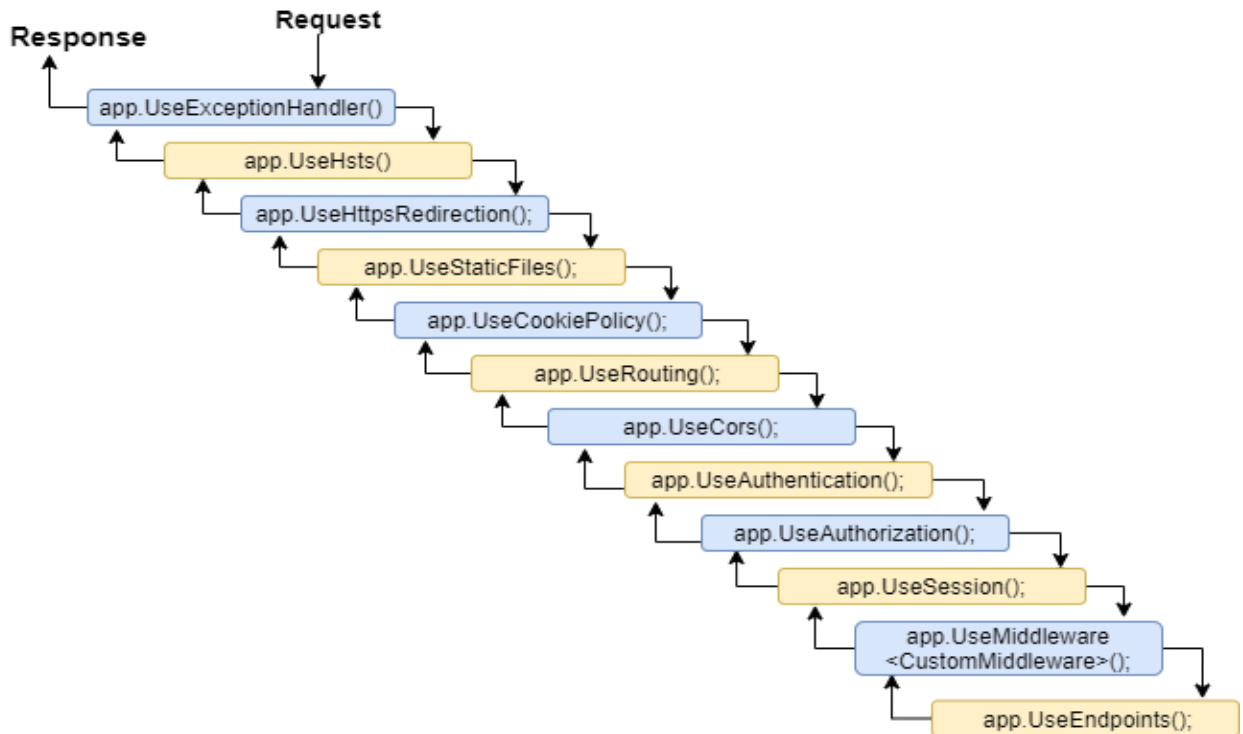 Request
Response
app.UseExceptionHandler()
app.UseHsts()
app.UseHttpsRedirection();
app.UseStaticFiles();
app.UseCookiePolicy();
app.UseRouting();
app.UseCors();
app.UseAuthentication();
app.UseAuthorization();
app.UseSession();
app.UseMiddleware
<CustomMiddleware>();
app.UseEndpoints();